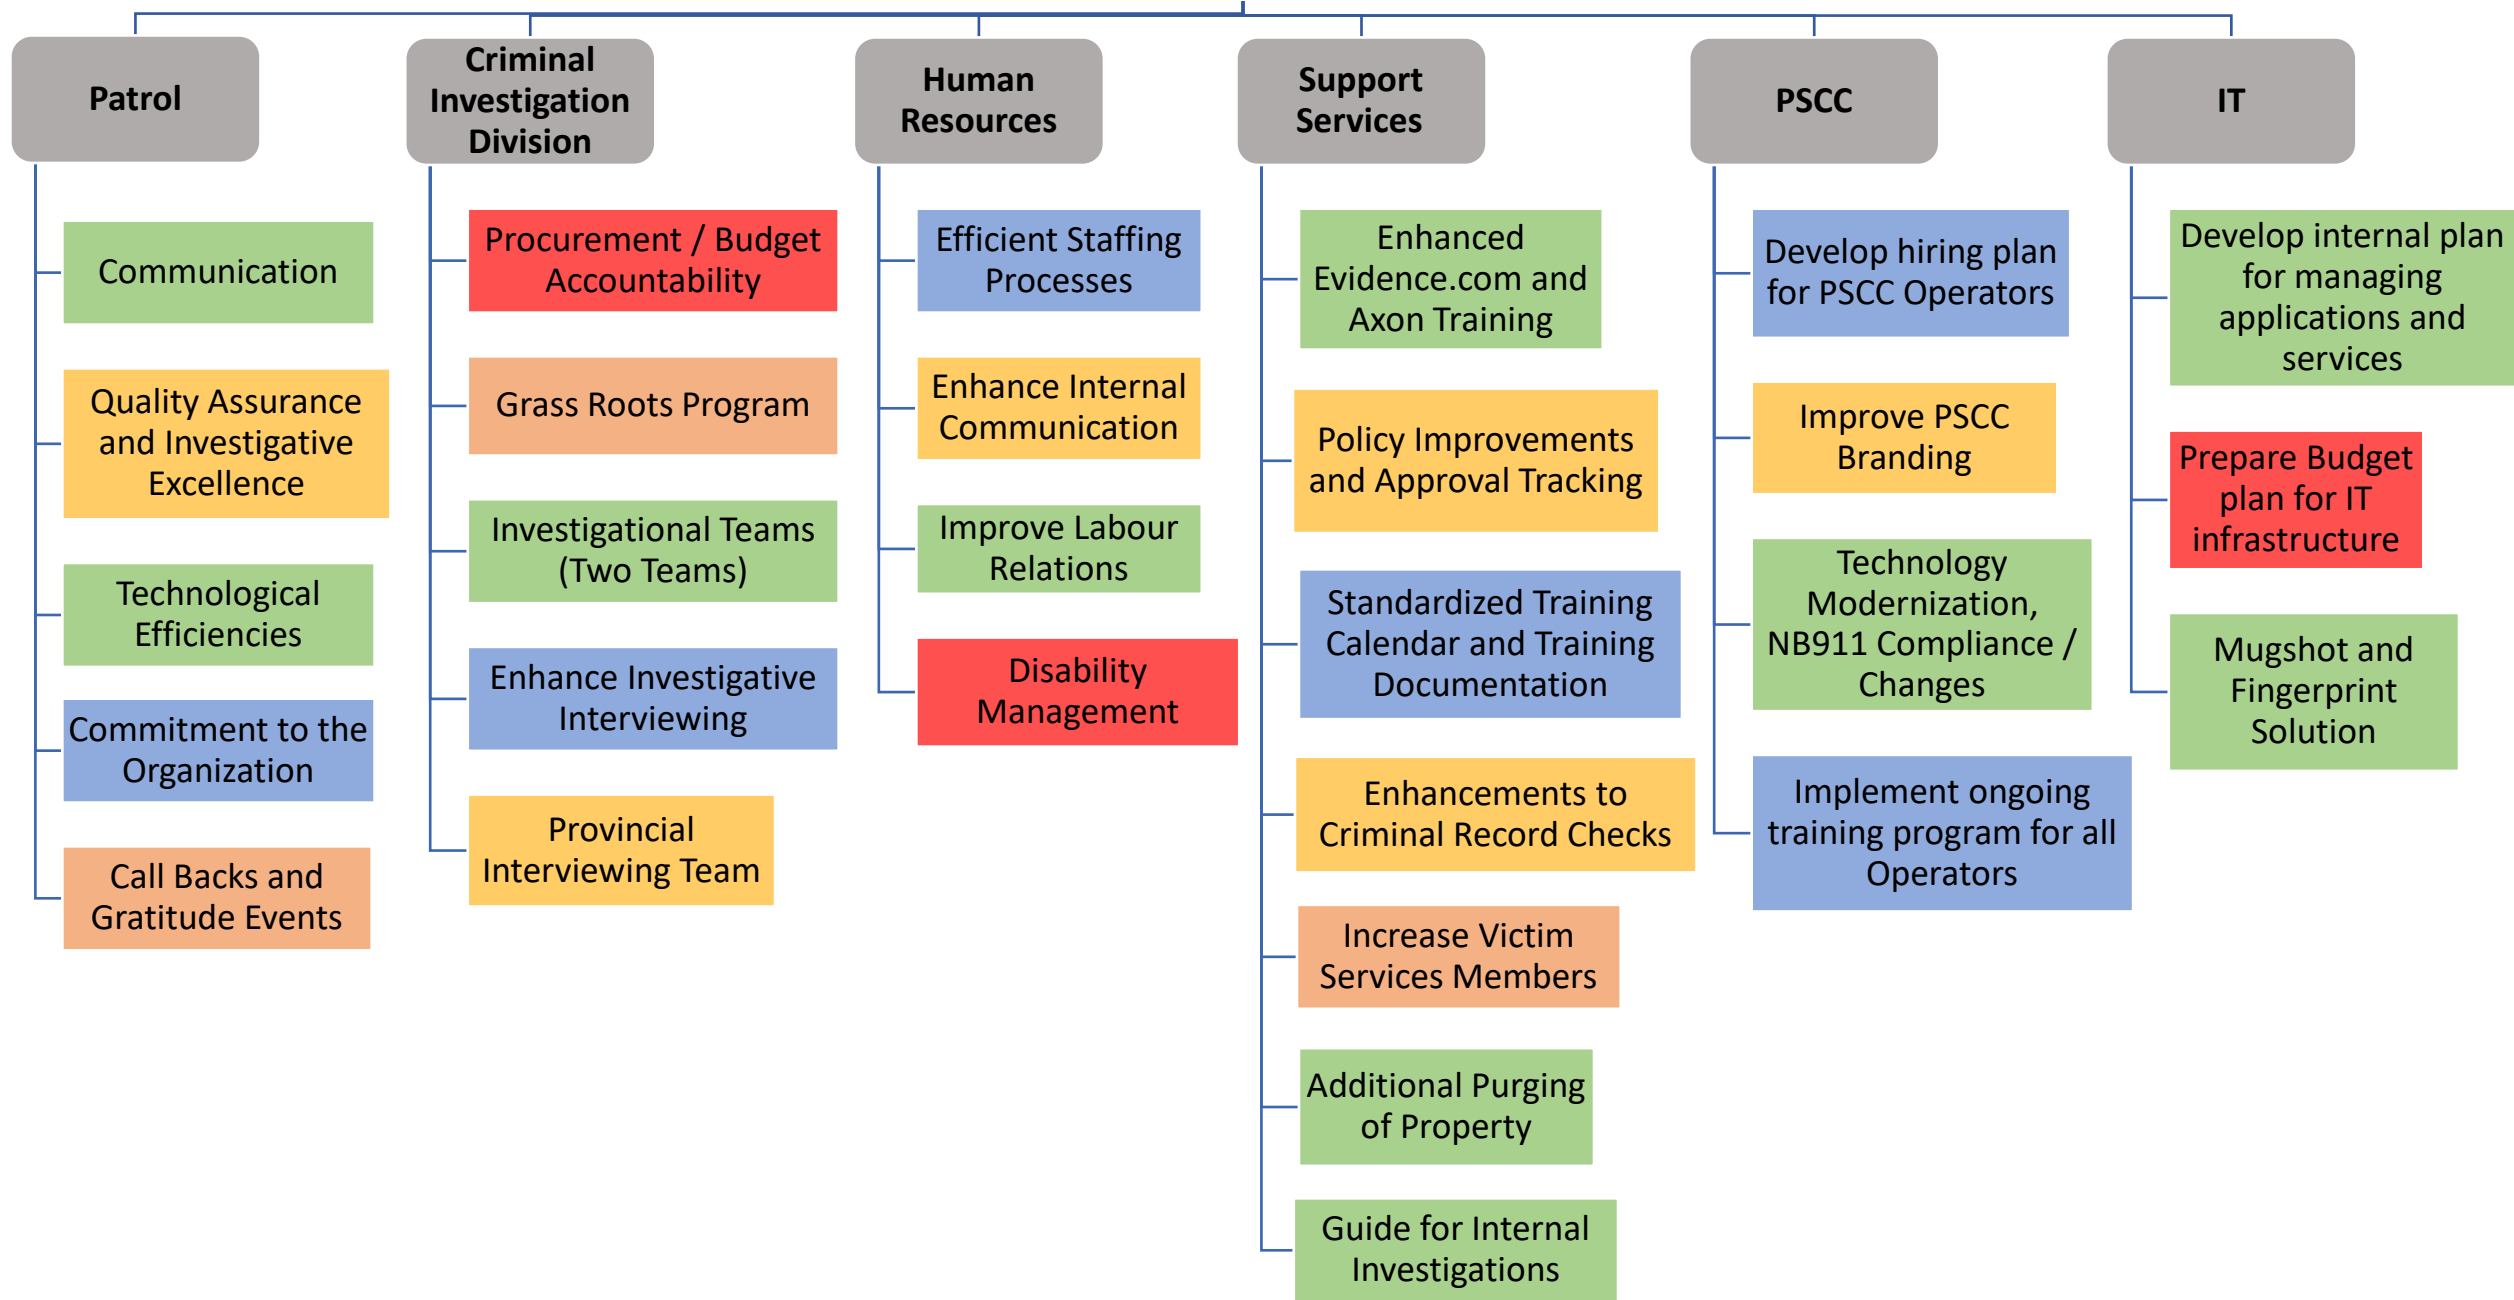 Patrol
Communication
Quality Assurance
and Investigative
Excellence
Technological
Efficiencies
Commitment to the
Organization
Call Backs and
Gratitude Events
Criminal
Investigation
Division
Procurement / Budget
Accountability
Grass Roots Program
Investigational Teams
(Two Teams)
Enhance Investigative
Interviewing
Provincial
Interviewing Team
Human
Resources
Efficient Staffing
Processes
Enhance Internal
Communication
Improve Labour
Relations
Disability
Management
Support
Services
Enhanced
Evidence.com and
Axon Training
Policy Improvements
and Approval Tracking
Standardized Training
Calendar and Training
Documentation
Enhancements to
Criminal Record Checks
Increase Victim
Services Members
Additional Purging
of Property
Guide for Internal
Investigations
PSCC
Develop hiring plan
for PSCC Operators
Improve PSCC
Branding
Technology
Modernization,
NB911 Compliance /
Changes
Implement ongoing
training program for all
Operators
IT
Develop internal plan
for managing
applications and
services
Prepare Budget
plan for IT
infrastructure
Mugshot and
Fingerprint
Solution